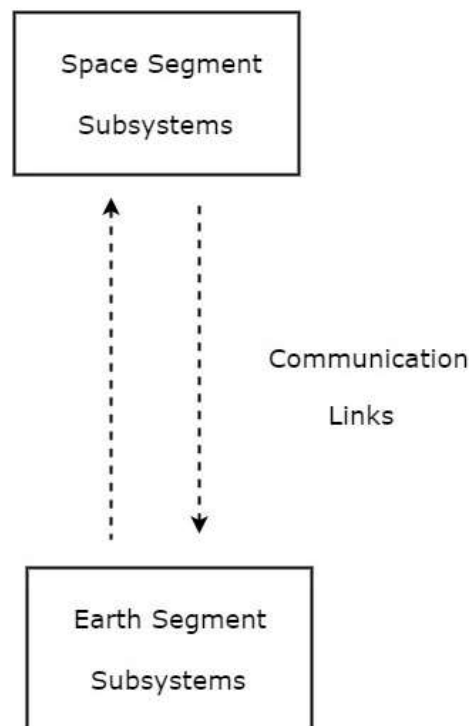 Space Segment
Subsystems
Communication
Links
Earth Segment
Subsystems